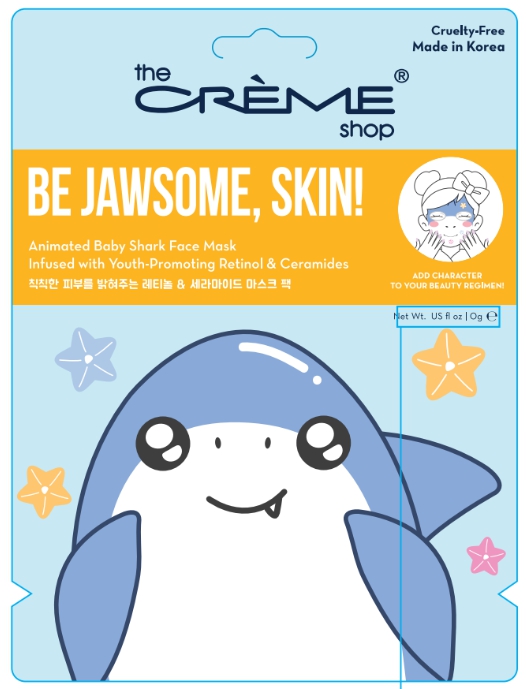 Cruelty-Free
Made in Korea
the
CRÈME®
shop
BE JAWSOME, SKIN!
Animated Baby Shark Face Mask
Infused with Youth-Promoting Retinol & Ceramides
칙칙한 피부를 밝혀주는 레티놀 & 세라마이드 마스크 팩
ADD CHARACTER
TO YOUR BEAUTY REGIMEN!
Net Wt. US fl oz | 0g ℮